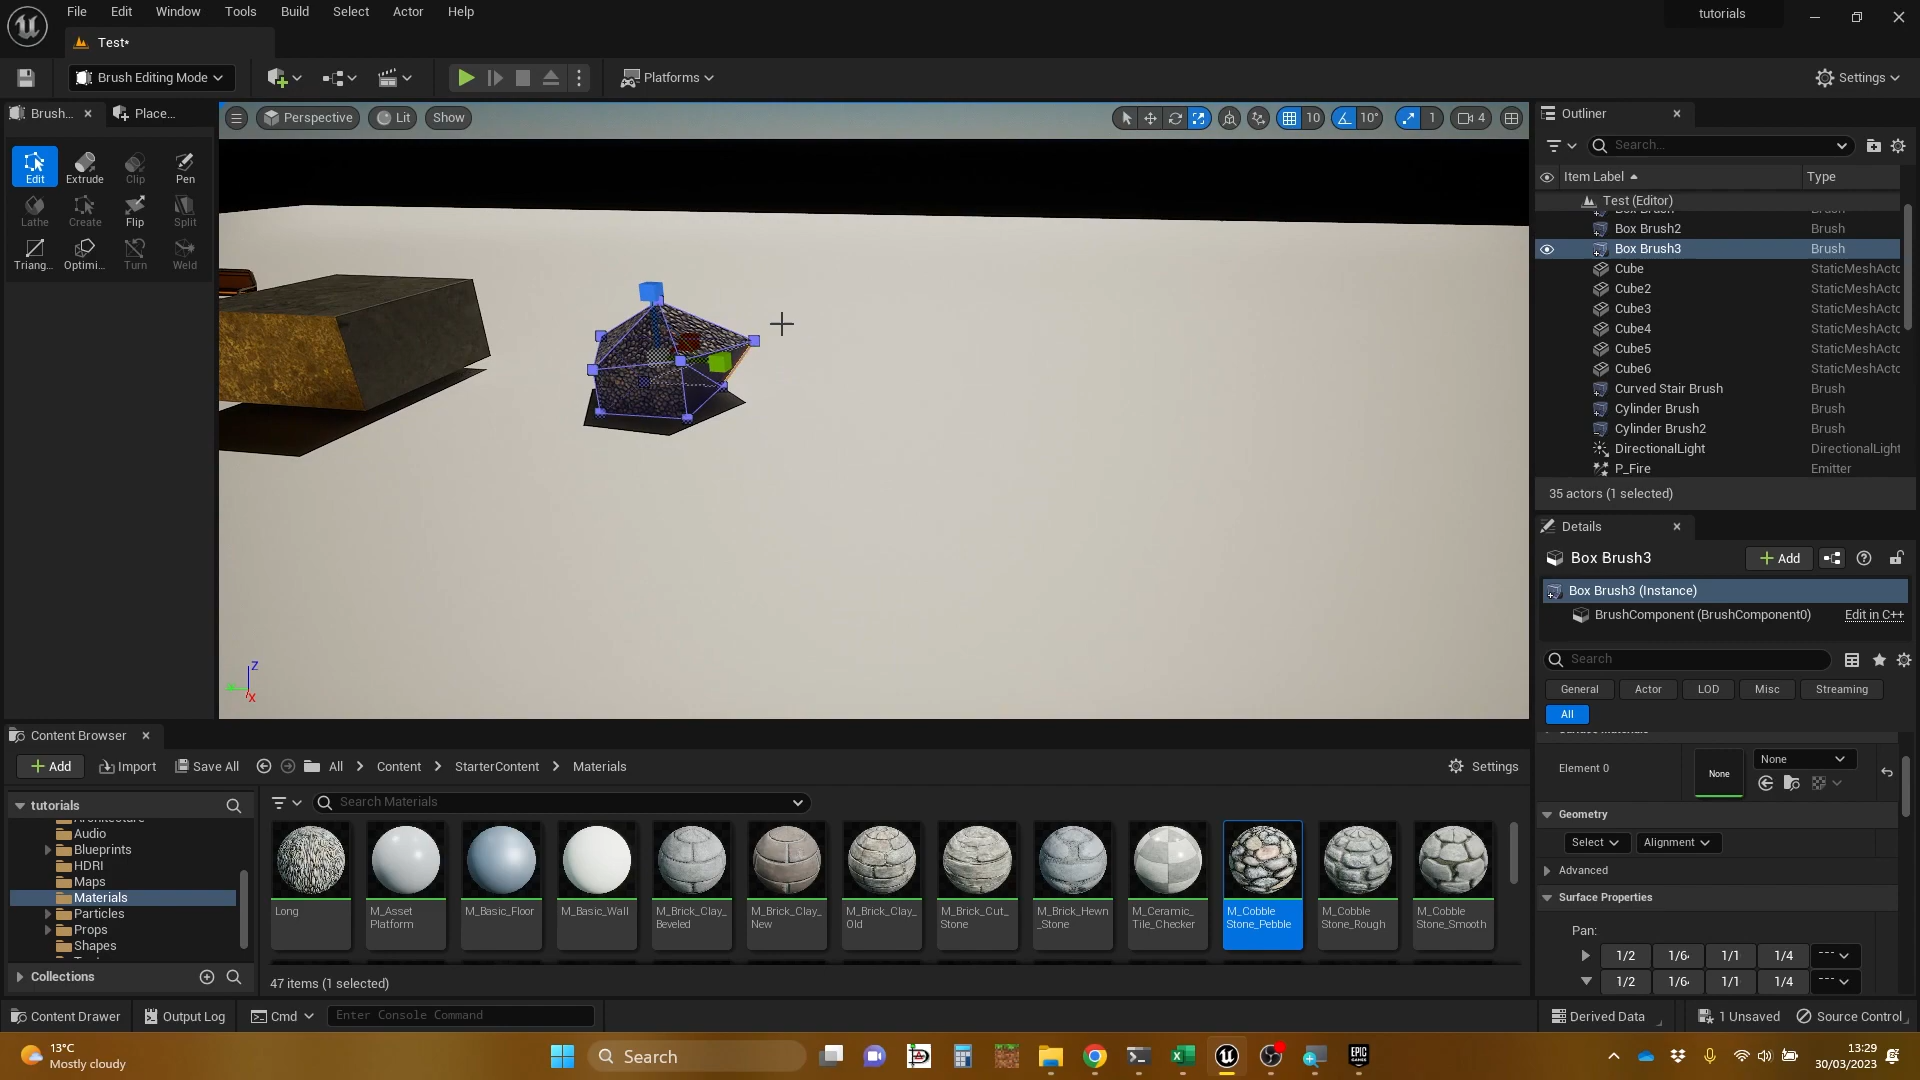 File Edit Window Tools Build Select Actor Help
tutorials
Test*
Brush Editing Mode
Platforms
Settings
Brush...
Place...
Perspective
Lit
Show
10
10°
1
4
Edit
Extrude
Clip
Pen
Lathe
Create
Flip
Split
Triang...
Optimi...
Turn
Weld
Z
X
Outliner
Search...
Item Label
Type
Test (Editor)
Box Brush2 Brush
Box Brush3 Brush
Cube StaticMeshActo
Cube2 StaticMeshActo
Cube3 StaticMeshActo
Cube4 StaticMeshActo
Cube5 StaticMeshActo
Cube6 StaticMeshActo
Curved Stair Brush Brush
Cylinder Brush Brush
Cylinder Brush2 Brush
DirectionalLight DirectionalLight
P_Fire Emitter
35 actors (1 selected)
Details
Box Brush3
Add
Box Brush3 (Instance)
BrushComponent (BrushComponent0)
Edit in C++
Search
General Actor LOD Misc Streaming
All
Element 0
None
None
Geometry
Select
Alignment
Advanced
Surface Properties
Pan:
1/2 1/6 1/1 1/4 ---
1/2 1/6 1/1 1/4 ---
Content Browser
Add
Import
Save All
All > Content > StarterContent > Materials
Settings
tutorials
Search Materials
Audio
Blueprints
HDRI
Maps
Materials
Particles
Props
Shapes
Collections
Long
M_Asset
Platform
M_Basic_Floor
M_Basic_Wall
M_Brick_Clay_
Beveled
M_Brick_Clay_
New
M_Brick_Clay_
Old
M_Brick_Cut_
Stone
M_Brick_Hewn
_Stone
M_Ceramic_
Tile_Checker
M_Cobble
Stone_Pebble
M_Cobble
Stone_Rough
M_Cobble
Stone_Smooth
47 items (1 selected)
Content Drawer
Output Log
Cmd
Enter Console Command
Derived Data
1 Unsaved
Source Control
13°C
Mostly cloudy
Search
EPIC
GAMES
13:29
30/03/2023